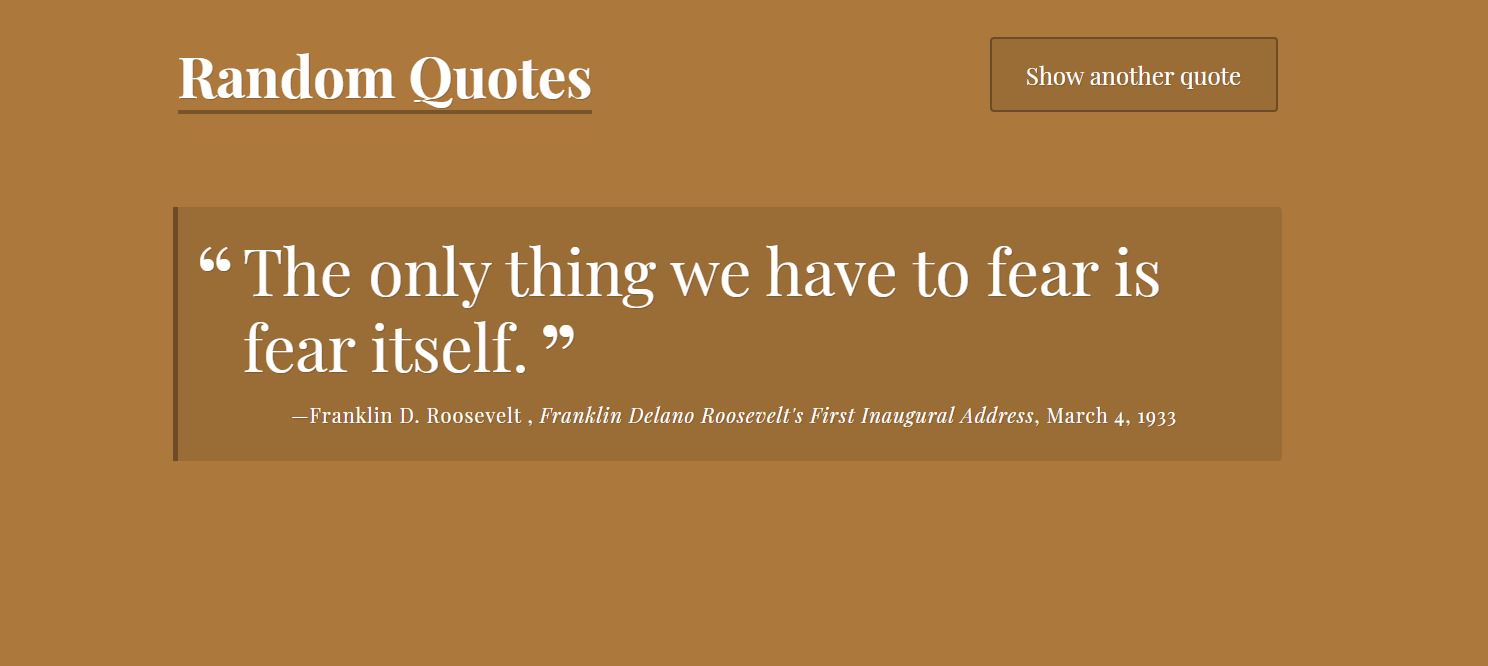 Random Quotes
Show another quote
“ The only thing we have to fear is
fear itself. ”
—Franklin D. Roosevelt , Franklin Delano Roosevelt's First Inaugural Address, March 4, 1933